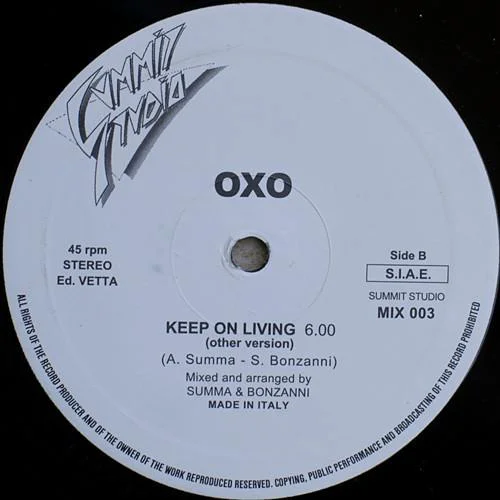 SUMMIT
STUDIO
OXO
45 rpm
STEREO
Ed. VETTA
Side B
S.I.A.E.
SUMMIT STUDIO
MIX 003
KEEP ON LIVING 6.00
(other version)
(A. Summa - S. Bonzanni)
Mixed and arranged by
SUMMA & BONZANNI
MADE IN ITALY
ALL RIGHTS OF THE RECORD PRODUCER AND OF THE OWNER OF THE WORK REPRODUCED RESERVED. COPYING, PUBLIC PERFORMANCE AND BROADCASTING OF THIS RECORD PROHIBITED